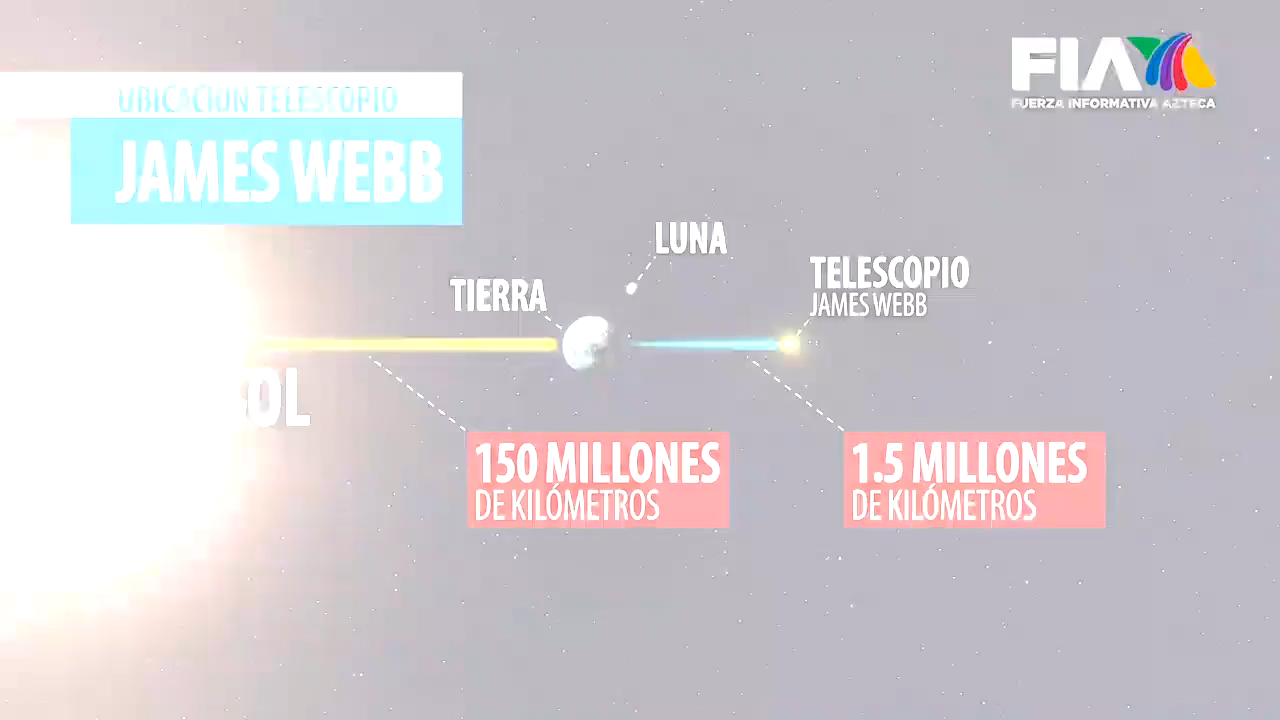 FIA
FUERZA INFORMATIVA AZTECA
UBICACIÓN TELESCOPIO
JAMES WEBB
LUNA
TIERRA
TELESCOPIO
JAMES WEBB
SOL
150 MILLONES
DE KILÓMETROS
1.5 MILLONES
DE KILÓMETROS